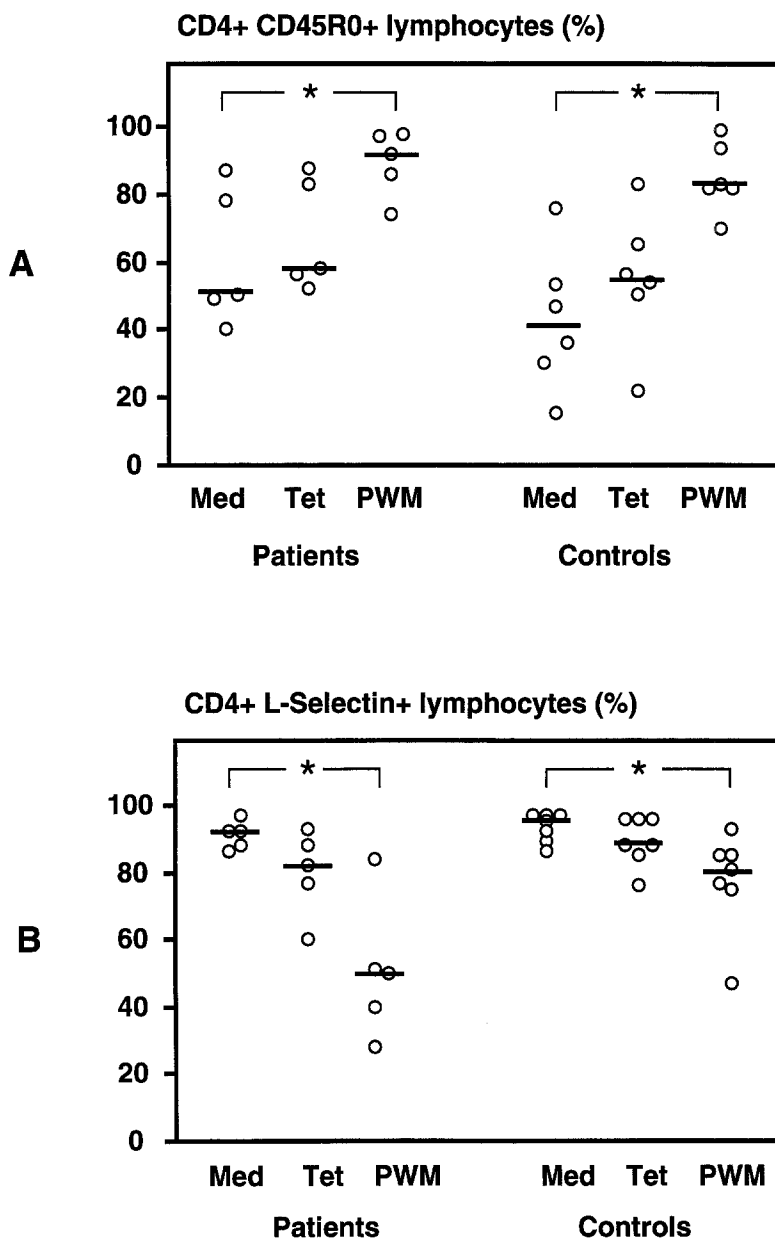 CD4+ CD45R0+ lymphocytes (%)
A
100
80
60
40
20
0
* *
Med Tet PWM Med Tet PWM
Patients Controls
CD4+ L-Selectin+ lymphocytes (%)
B
100
80
60
40
20
0
* *
Med Tet PWM Med Tet PWM
Patients Controls